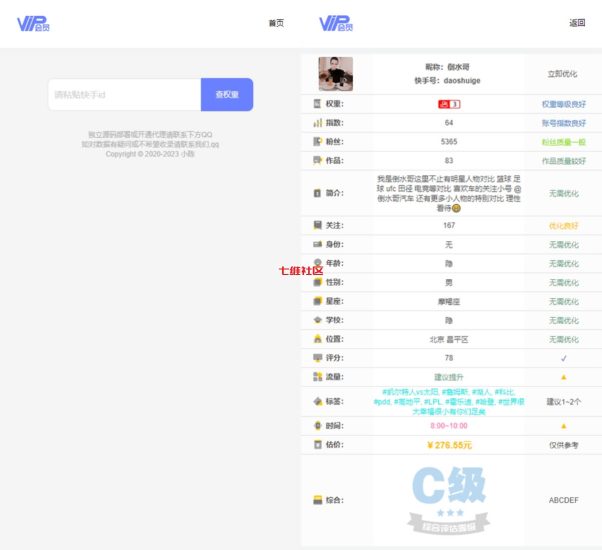 VIP会员
首页
请粘贴快手id
查权重
独立源码部署或开通代理请联系下方QQ
如对数据有疑问或不希望收录请联系我们.qq
Copyright © 2020-2023 小陈
七维社区
VIP会员
返回
昵称：倒水哥
快手号：daoshuige
立即优化
权重：
3
权重等级良好
指数：
64
账号指数良好
粉丝：
5365
粉丝质量一般
作品：
83
作品质量较好
简介：
我是倒水哥这里不止有明星人物对比 篮球 足
球 ufc 田径 电竞等对比 喜欢车的关注小号 @
倒水哥汽车 还有更多小人物的特别对比 理性
看待
无需优化
关注：
167
优化良好
身份：
无
无需优化
年龄：
隐
无需优化
性别：
男
无需优化
星座：
摩羯座
无需优化
学校：
隐
无需优化
位置：
北京 昌平区
无需优化
评分：
78
√
流量：
建议提升
标签：
#凯尔特人vs太阳, #詹姆斯, #湖人, #科比,
#pdd, #麦迪, #LPL, #霍乐迪, #哈登, #世界很
大幸福很小有你们足矣
建议1~2个
时间：
8:00~10:00
估价：
￥276.55元
仅供参考
综合：
C级
综合评估等级
ABCDEF